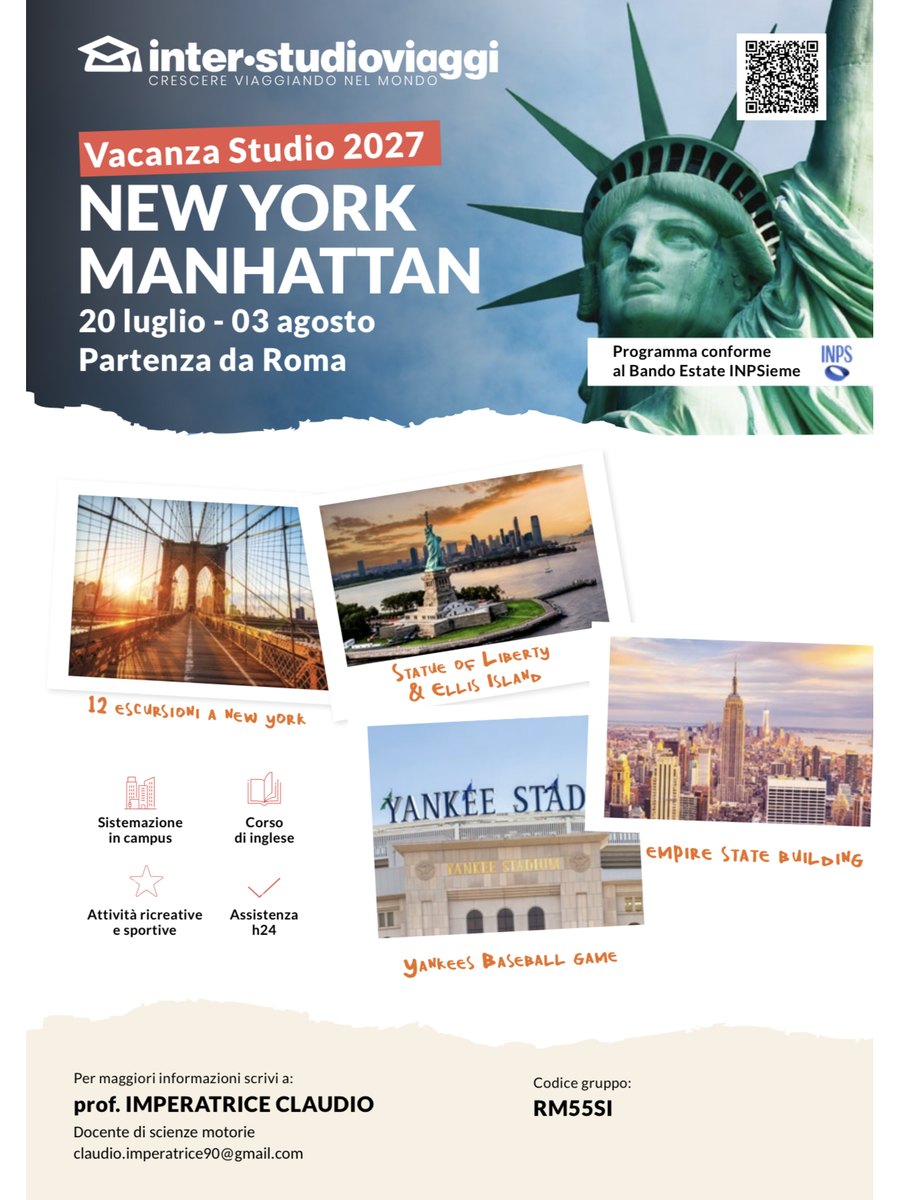 inter•studioviaggi
CRESCERE VIAGGIANDO NEL MONDO
Vacanza Studio 2027
NEW YORK
MANHATTAN
20 luglio - 03 agosto
Partenza da Roma
Programma conforme
al Bando Estate INPSieme
INPS
STATUE OF LIBERTY
& ELLIS ISLAND
12 ESCURSIONI A NEW YORK
YANKEE STAD
YANKEE STADIUM
EMPIRE STATE BUILDING
YANKEES BASEBALL GAME
Sistemazione
in campus
Corso
di inglese
Attività ricreative
e sportive
Assistenza
h24
Per maggiori informazioni scrivi a:
prof. IMPERATRICE CLAUDIO
Docente di scienze motorie
claudio.imperatrice90@gmail.com
Codice gruppo:
RM55SI